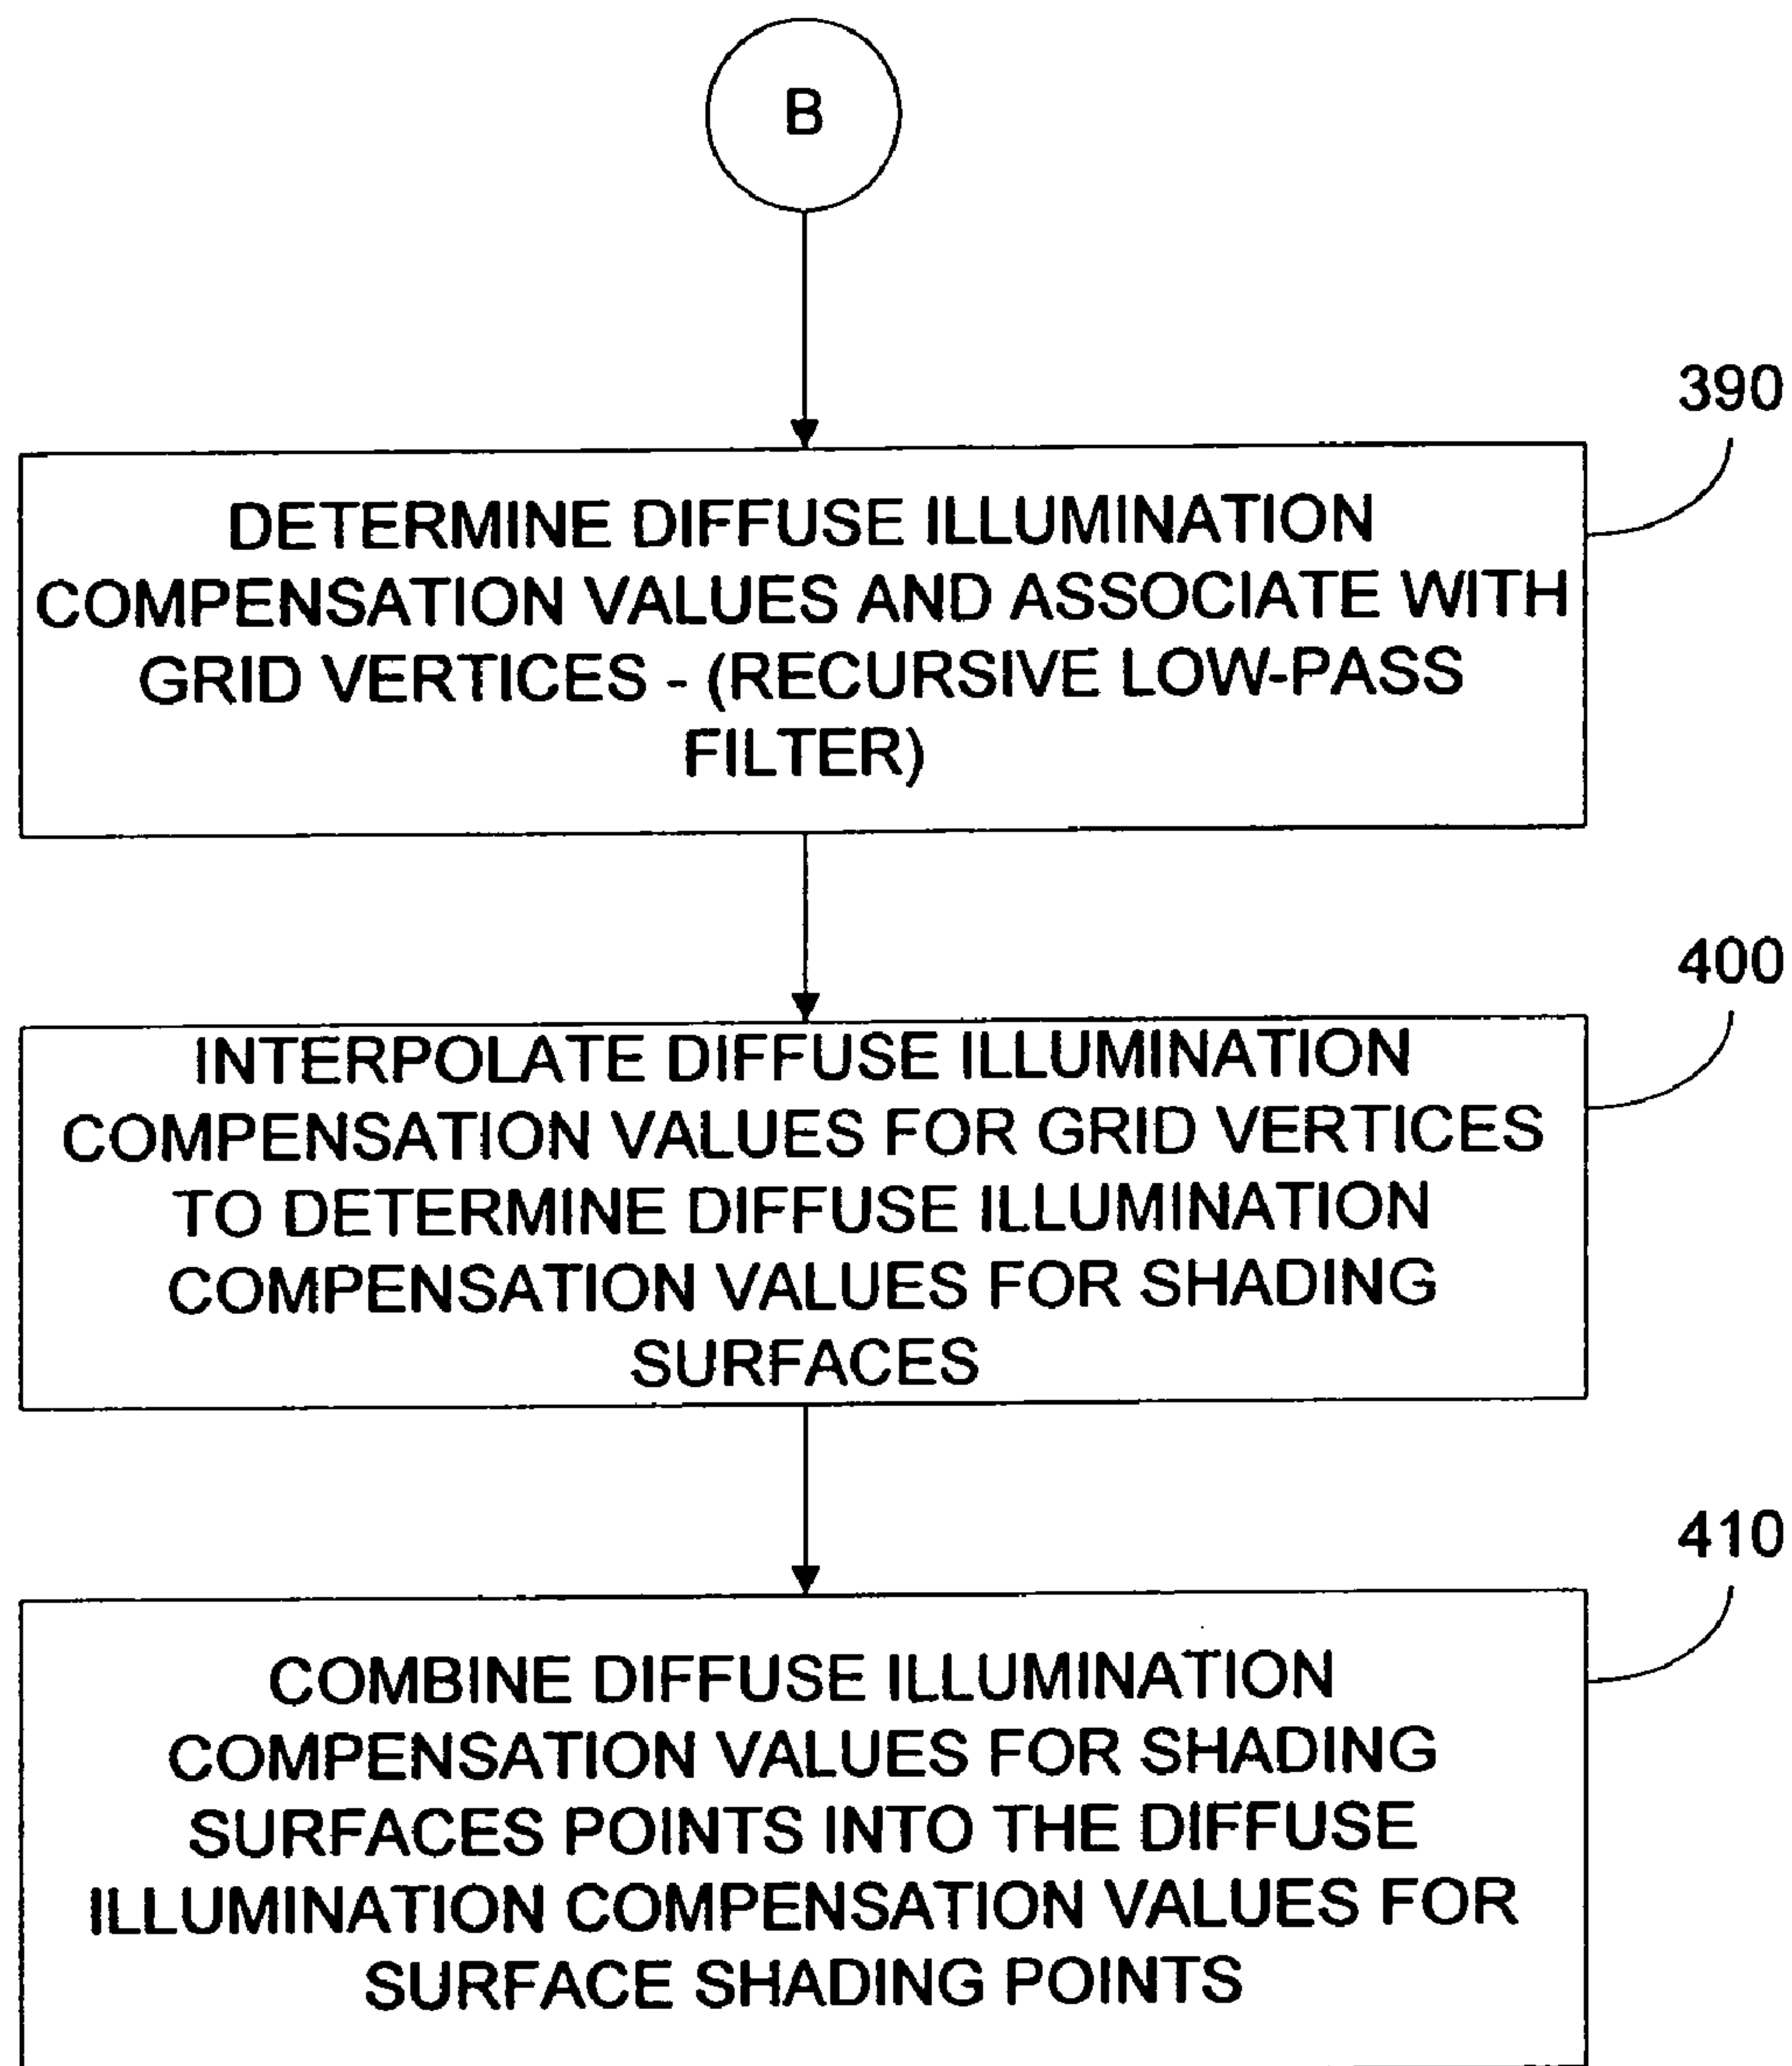 B
390
DETERMINE DIFFUSE ILLUMINATION
COMPENSATION VALUES AND ASSOCIATE WITH
GRID VERTICES - (RECURSIVE LOW-PASS
FILTER)
400
INTERPOLATE DIFFUSE ILLUMINATION
COMPENSATION VALUES FOR GRID VERTICES
TO DETERMINE DIFFUSE ILLUMINATION
COMPENSATION VALUES FOR SHADING
SURFACES
410
COMBINE DIFFUSE ILLUMINATION
COMPENSATION VALUES FOR SHADING
SURFACES POINTS INTO THE DIFFUSE
ILLUMINATION COMPENSATION VALUES FOR
SURFACE SHADING POINTS